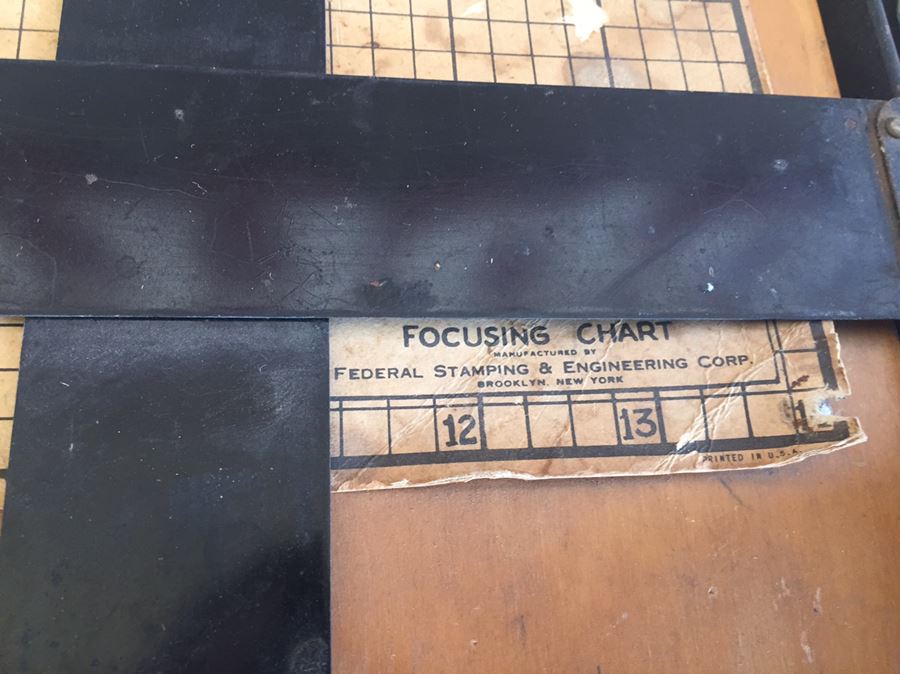 FOCUSING CHART
MANUFACTURED BY
FEDERAL STAMPING & ENGINEERING CORP.
BROOKLYN, NEW YORK
12 13
PRINTED IN U.S.A.